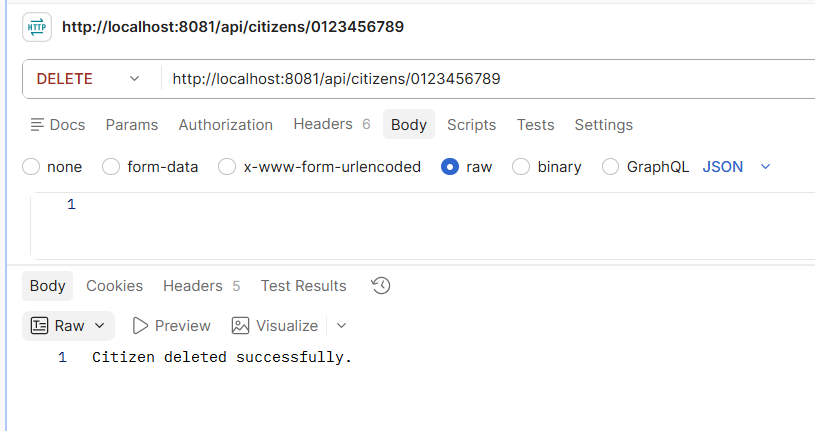 HTTP http://localhost:8081/api/citizens/0123456789
DELETE http://localhost:8081/api/citizens/0123456789
Docs Params Authorization Headers 6 Body Scripts Tests Settings
none form-data x-www-form-urlencoded raw binary GraphQL JSON
1
Body Cookies Headers 5 Test Results
Raw Preview Visualize
1 Citizen deleted successfully.